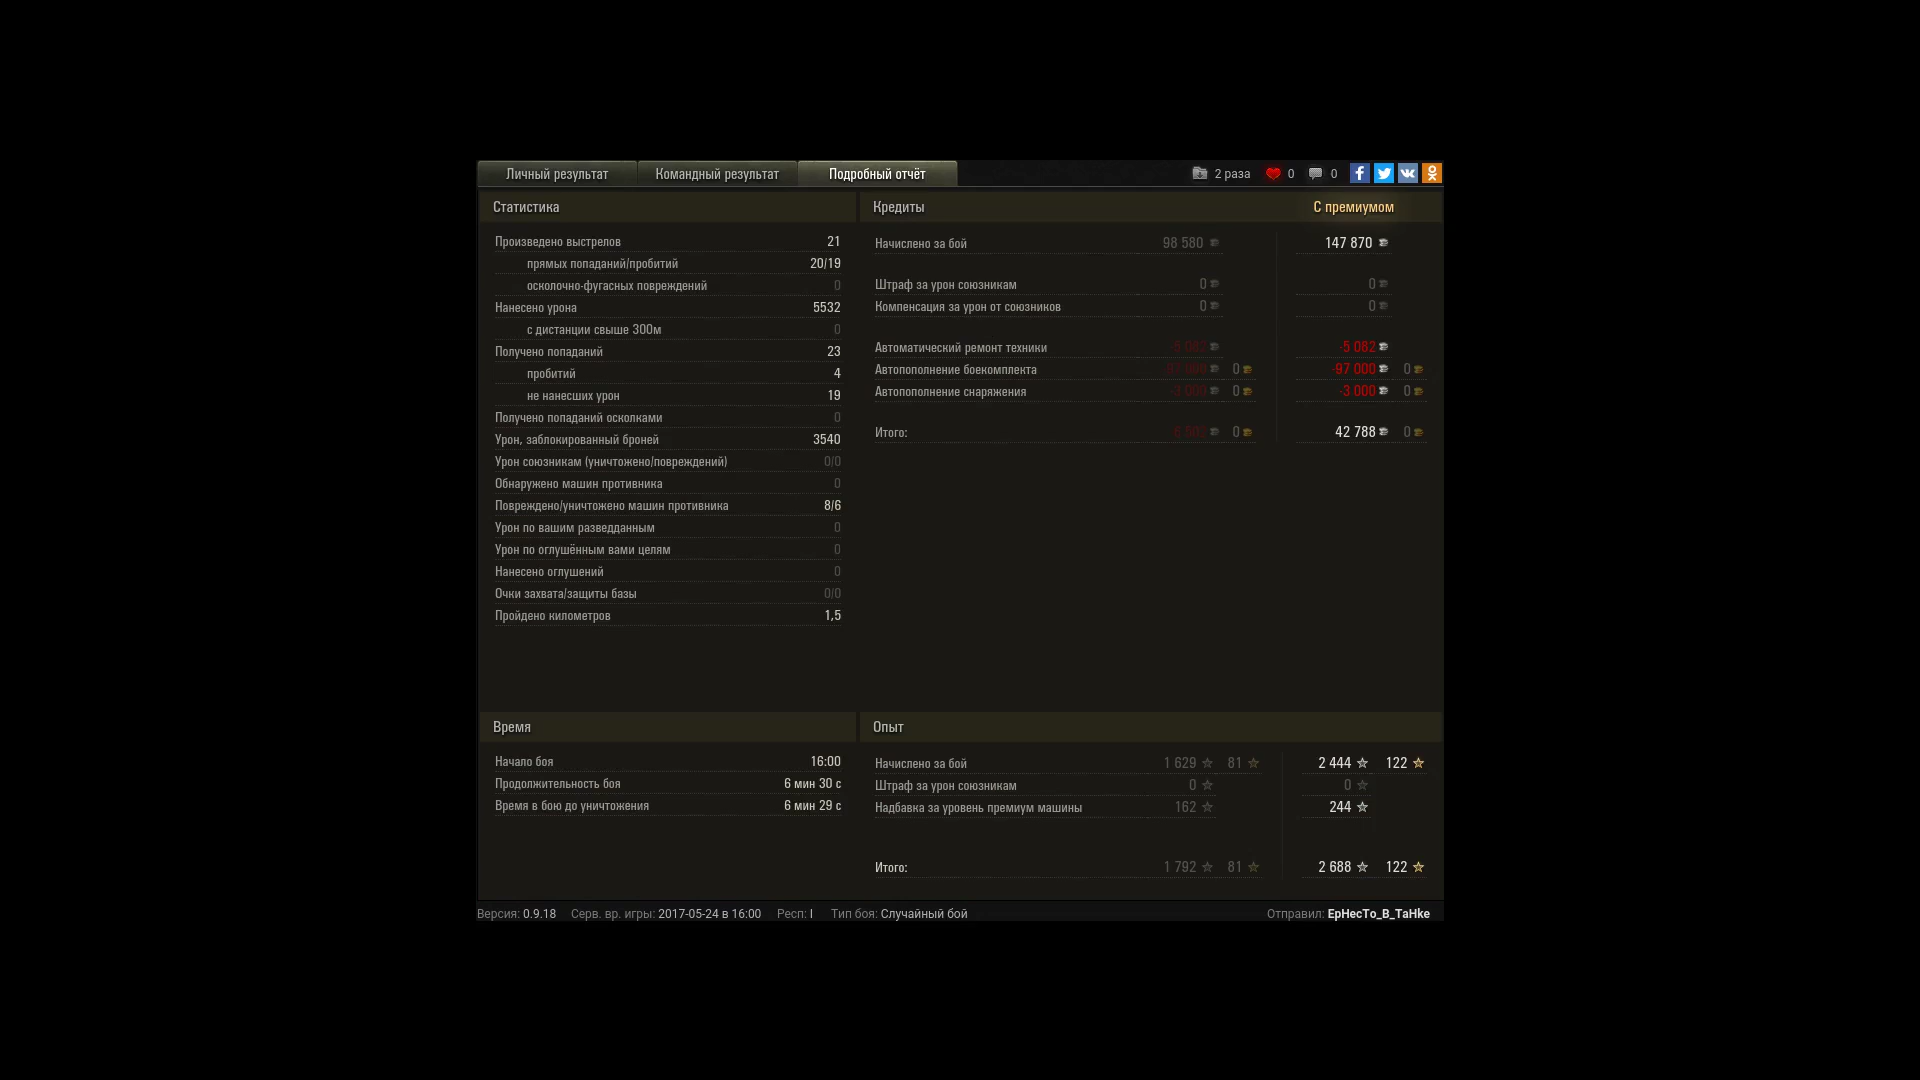 Личный результат Командный результат Подробный отчёт 2 раза 0 0
Статистика
Произведено выстрелов 21
прямых попаданий/пробитий 20/19
осколочно-фугасных повреждений 0
Нанесено урона 5532
с дистанции свыше 300м 0
Получено попаданий 23
пробитий 4
не нанесших урон 19
Получено попаданий осколками 0
Урон, заблокированный броней 3540
Урон союзникам (уничтожено/повреждений) 0/0
Обнаружено машин противника 0
Повреждено/уничтожено машин противника 8/6
Урон по вашим разведданным 0
Урон по оглушённым вами целям 0
Нанесено оглушений 0
Очки захвата/защиты базы 0/0
Пройдено километров 1,5
Кредиты С премиумом
Начислено за бой 98 580 147 870
Штраф за урон союзникам 0 0
Компенсация за урон от союзников 0 0
Автоматический ремонт техники -5 082 -5 082
Автопополнение боекомплекта -97 000 0 -97 000 0
Автопополнение снаряжения -3 000 0 -3 000 0
Итого: 0 42 788 0
Время
Начало боя 16:00
Продолжительность боя 6 мин 30 с
Время в бою до уничтожения 6 мин 29 с
Опыт
Начислено за бой 1 629 81 2 444 122
Штраф за урон союзникам 0 0
Надбавка за уровень премиум машины 162 244
Итого: 1 792 81 2 688 122
Версия: 0.9.18 Серв. вр. игры: 2017-05-24 в 16:00 Респ: I Тип боя: Случайный бой Отправил: EpHecTo_B_TaHke